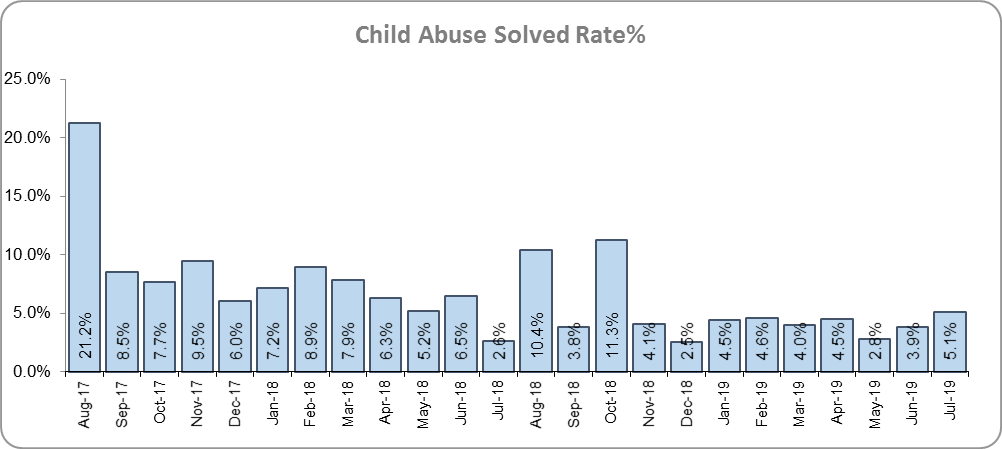 Child Abuse Solved Rate%
25.0%
20.0%
15.0%
10.0%
5.0%
0.0%
21.2%
8.5%
7.7%
9.5%
6.0%
7.2%
8.9%
7.9%
6.3%
5.2%
6.5%
2.6%
10.4%
3.8%
11.3%
4.1%
2.5%
4.5%
4.6%
4.0%
4.5%
2.8%
3.9%
5.1%
Aug-17
Sep-17
Oct-17
Nov-17
Dec-17
Jan-18
Feb-18
Mar-18
Apr-18
May-18
Jun-18
Jul-18
Aug-18
Sep-18
Oct-18
Nov-18
Dec-18
Jan-19
Feb-19
Mar-19
Apr-19
May-19
Jun-19
Jul-19